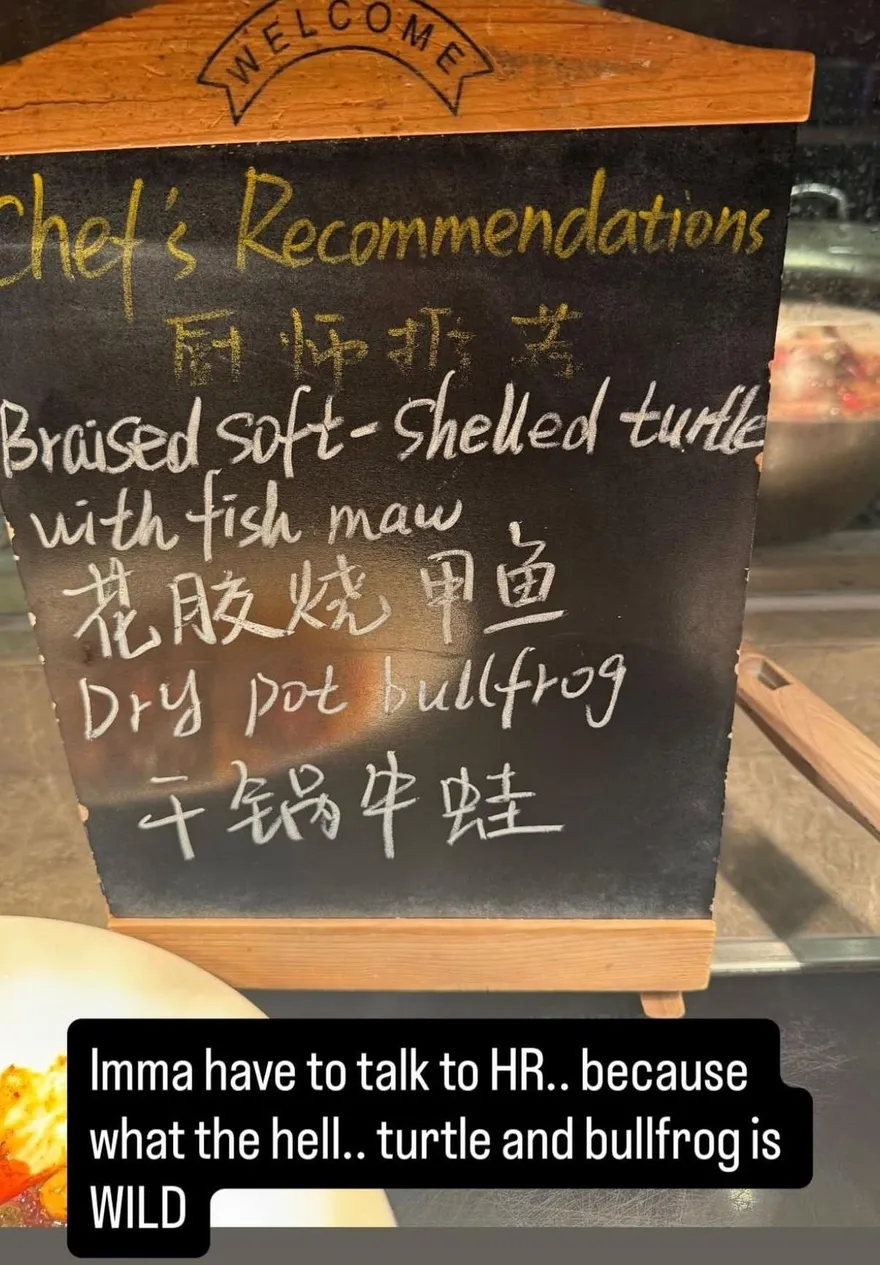 WELCOME
Chef's Recommendations
厨师推荐
Braised soft-shelled turtle
with fish maw
花胶烧甲鱼
Dry pot bullfrog
干锅牛蛙
Imma have to talk to HR.. because
what the hell.. turtle and bullfrog is
WILD